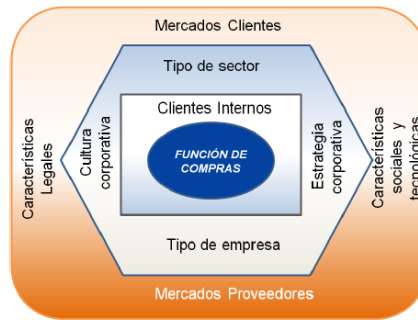 Mercados Clientes
Tipo de sector
Clientes Internos
Características
Legales
Cultura
corporativa
FUNCIÓN DE
COMPRAS
Estrategia
corporativa
Características
sociales y
tecnológicas
Tipo de empresa
Mercados Proveedores